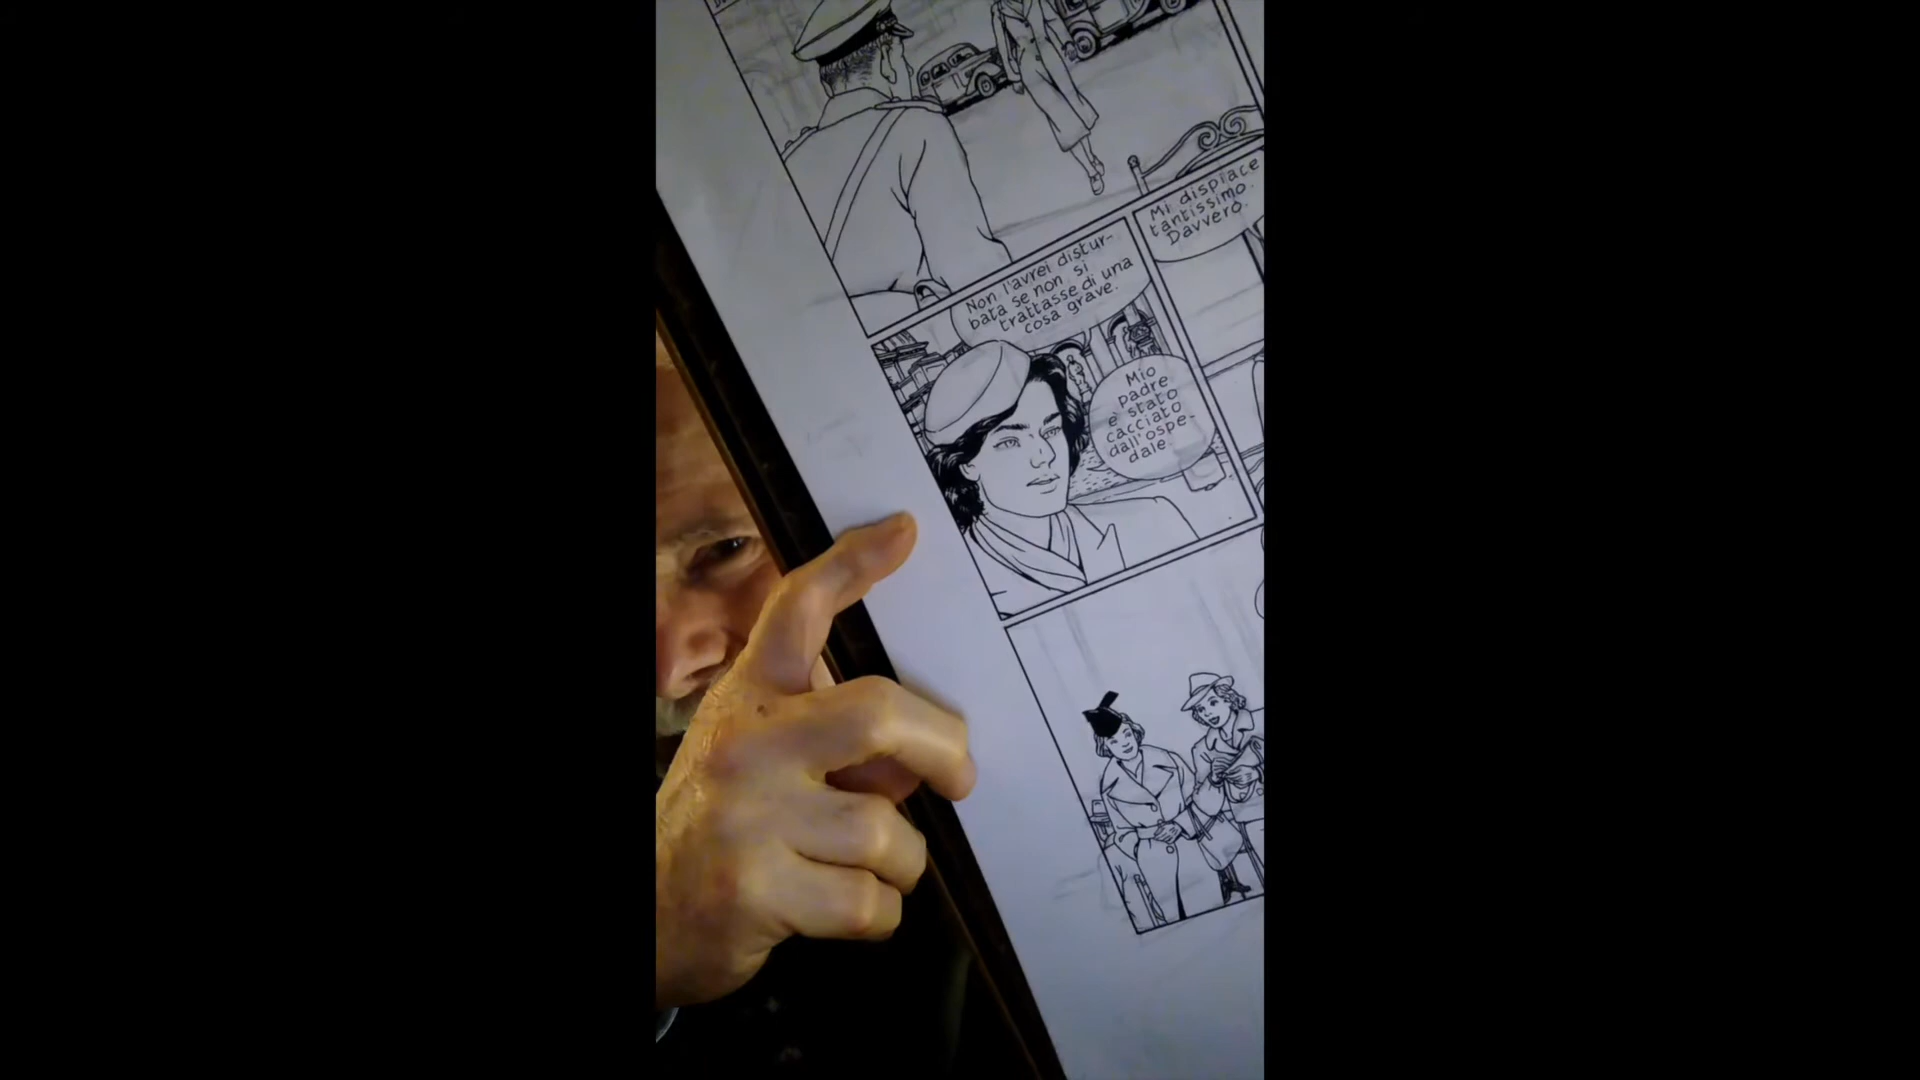 Non l'avrei distur-
bata se non si
trattasse di una
cosa grave.
Mio
padre
e' stato
cacciato
dall'ospe-
dale.
Mi dispiace
tantissimo.
Davvero.